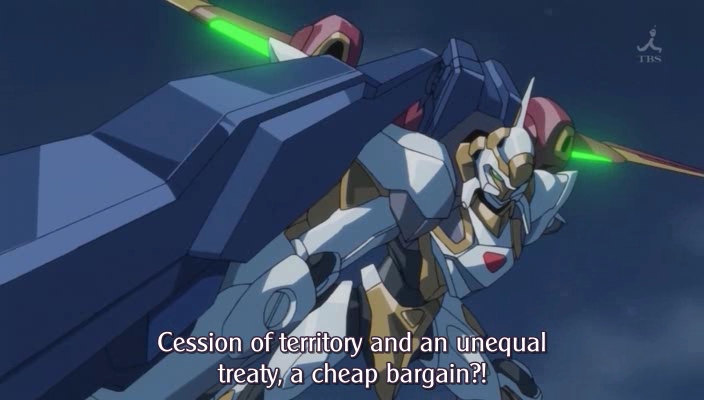 TBS
Cession of territory and an unequal
treaty, a cheap bargain?!